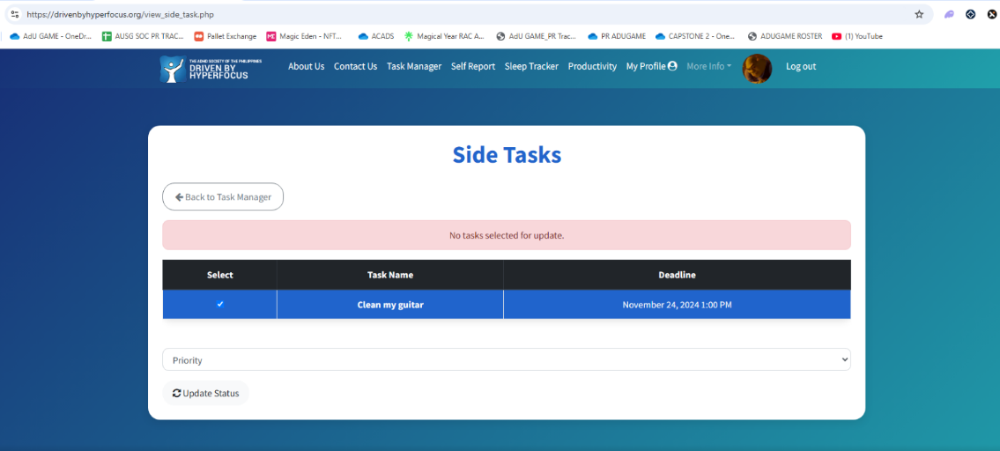 https://drivenbyhyperfocus.org/view_side_task.php
AdU GAME - OneDr... AUSG SOC PR TRAC... Pallet Exchange Magic Eden - NFT... ACADS Magical Year RAC A... AdU GAME_PR Trac... PR ADUGAME CAPSTONE 2 - One... ADUGAME ROSTER (1) YouTube
THE ADHD SOCIETY OF THE PHILIPPINES
DRIVEN BY
HYPERFOCUS
About Us Contact Us Task Manager Self Report Sleep Tracker Productivity My Profile More Info Log out
Side Tasks
Back to Task Manager
No tasks selected for update.
Select Task Name Deadline
Clean my guitar November 24, 2024 1:00 PM
Priority
Update Status